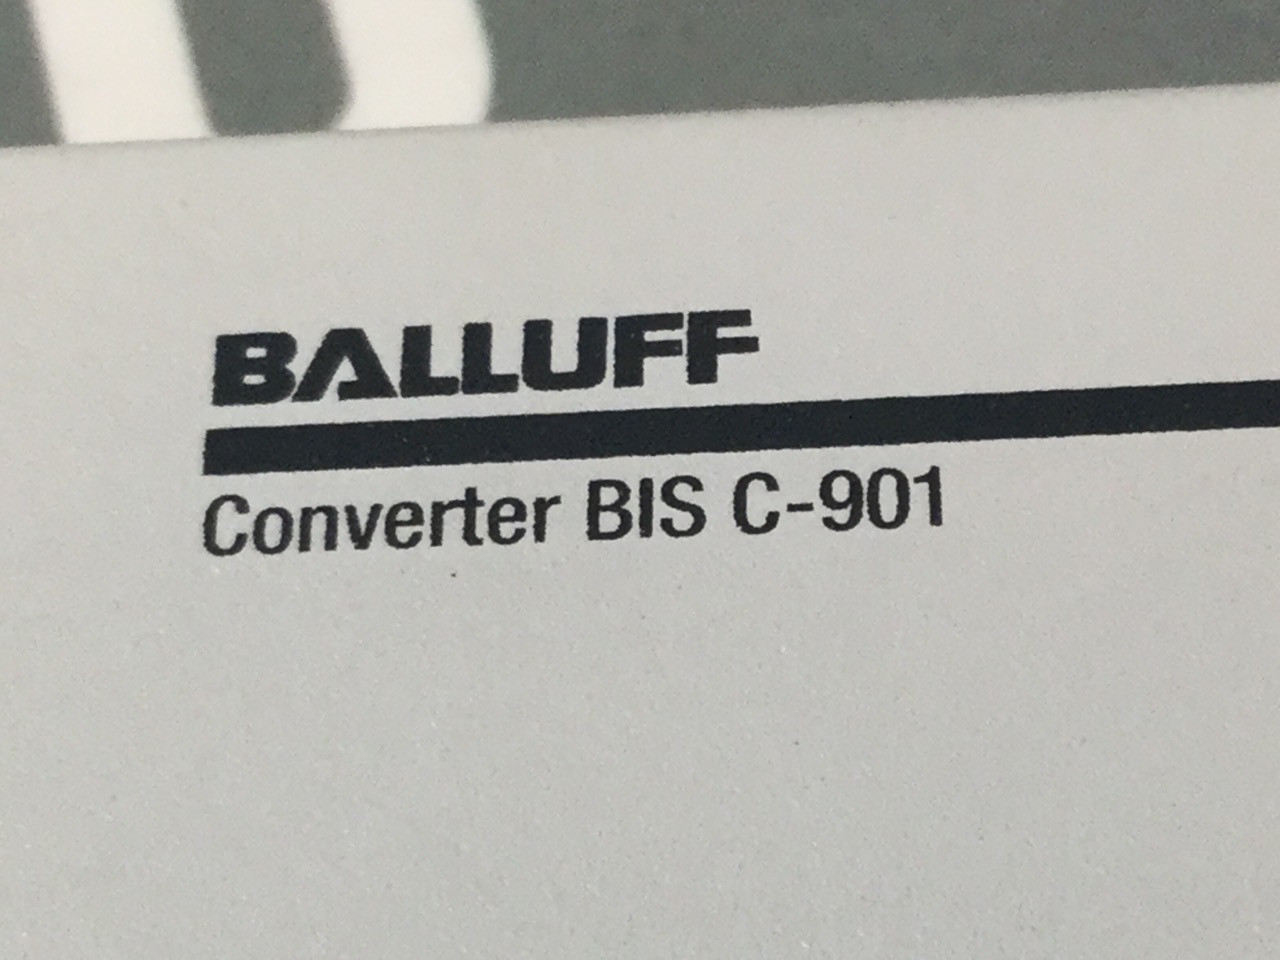 BALLUFF
Converter BIS C-901